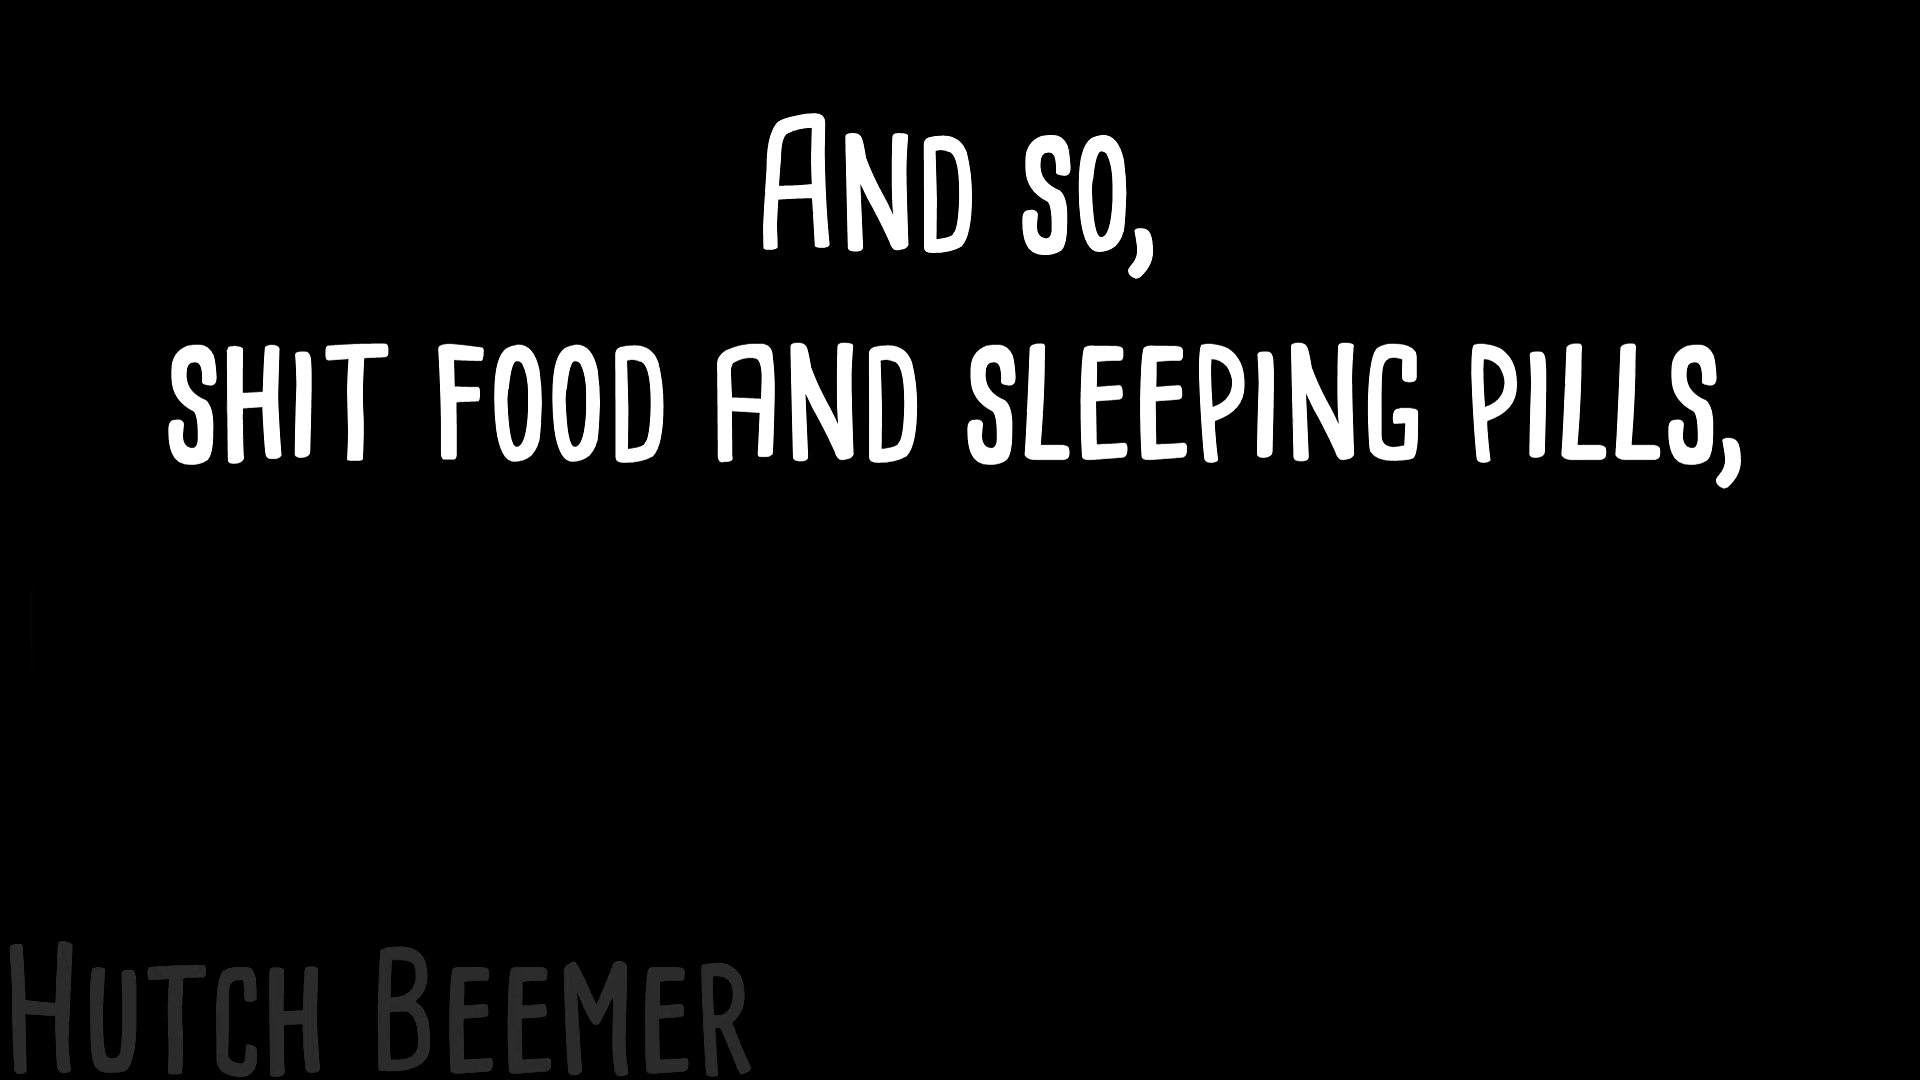 And so,
shit food and sleeping pills,
Hutch Beemer